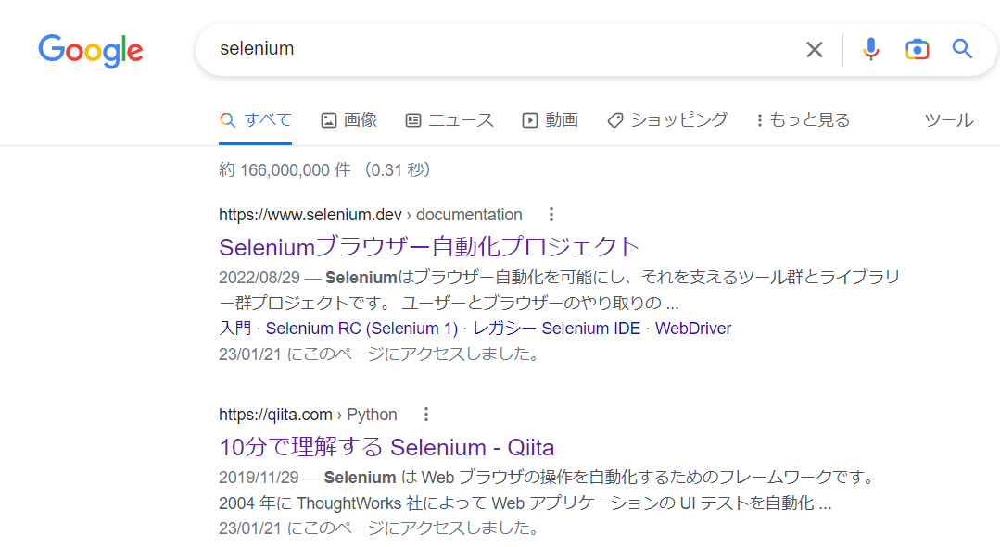 Google
selenium
すべて 画像 ニュース 動画 ショッピング もっと見る ツール
約 166,000,000 件 （0.31 秒）
https://www.selenium.dev › documentation
Seleniumブラウザー自動化プロジェクト
2022/08/29 — Seleniumはブラウザー自動化を可能にし、それを支えるツール群とライブラリ
ー群プロジェクトです。 ユーザーとブラウザーのやり取りの ...
入門 · Selenium RC (Selenium 1) · レガシー Selenium IDE · WebDriver
23/01/21 にこのページにアクセスしました。
https://qiita.com › Python
10分で理解する Selenium - Qiita
2019/11/29 — Selenium は Web ブラウザの操作を自動化するためのフレームワークです。
2004 年に ThoughtWorks 社によって Web アプリケーションの UI テストを自動化 ...
23/01/21 にこのページにアクセスしました。